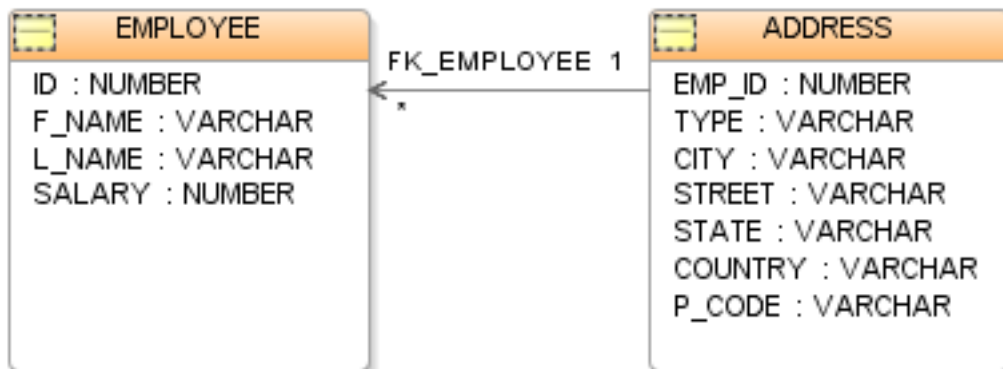 EMPLOYEE
ID : NUMBER
F_NAME : VARCHAR
L_NAME : VARCHAR
SALARY : NUMBER
FK_EMPLOYEE 1
*
ADDRESS
EMP_ID : NUMBER
TYPE : VARCHAR
CITY : VARCHAR
STREET : VARCHAR
STATE : VARCHAR
COUNTRY : VARCHAR
P_CODE : VARCHAR